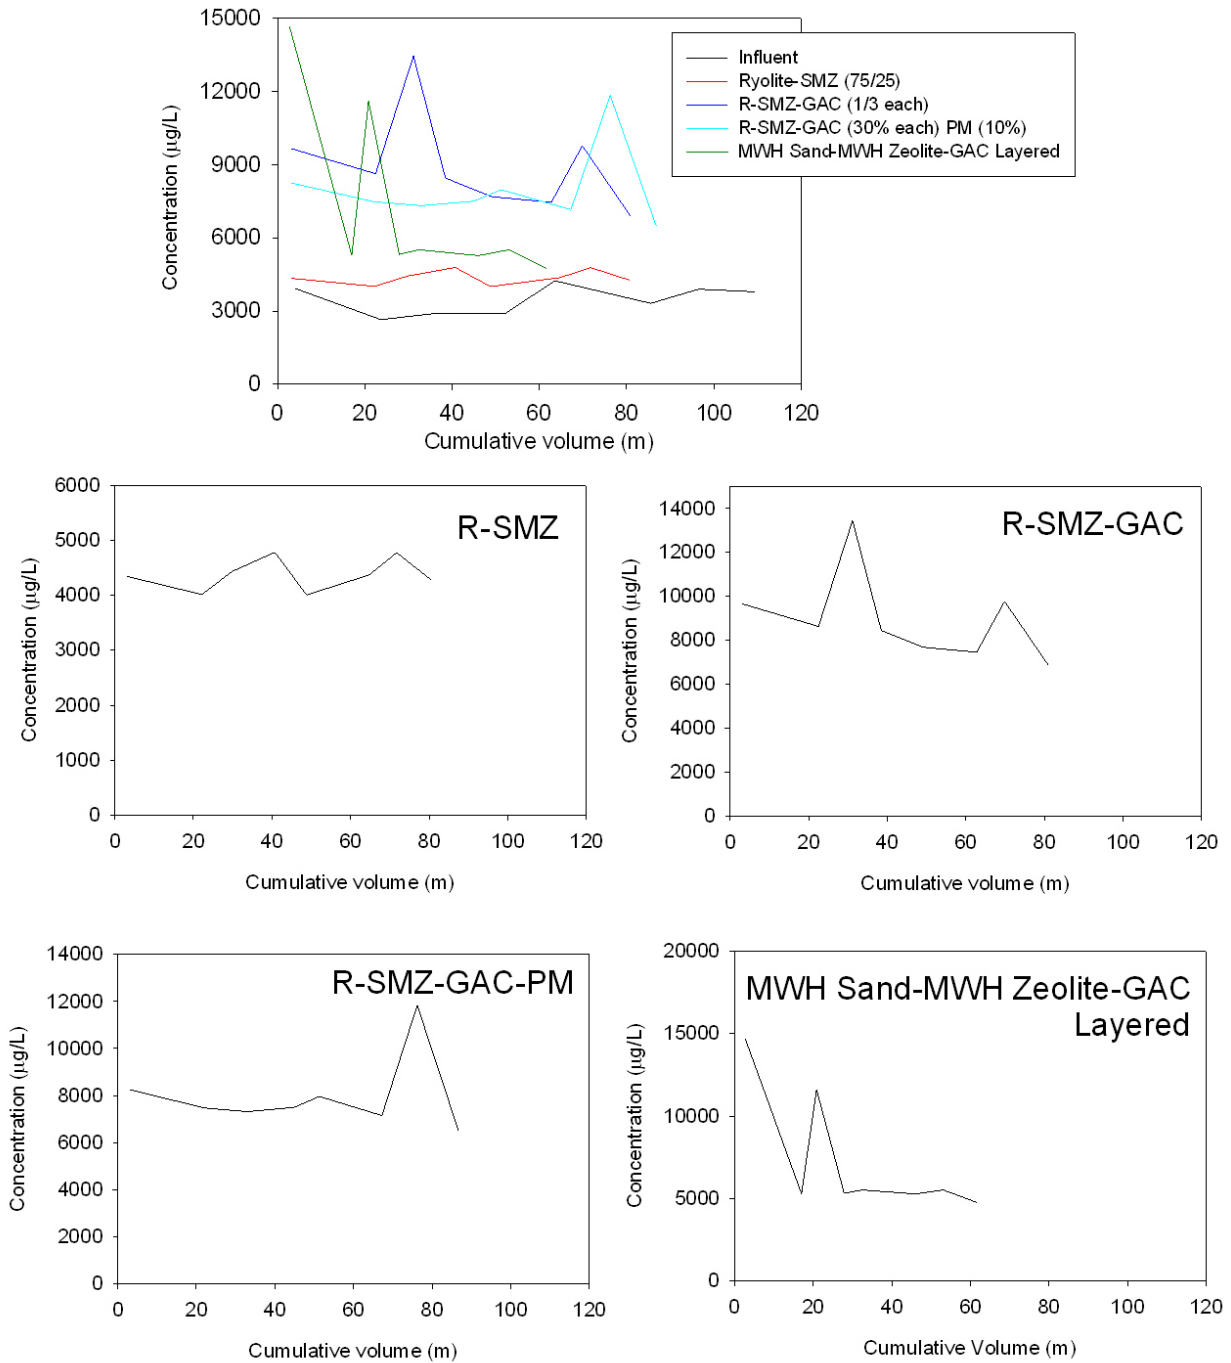 15000
12000
9000
6000
3000
0
Concentration (µg/L)
0 20 40 60 80 100 120
Cumulative volume (m)
Influent
Ryolite-SMZ (75/25)
R-SMZ-GAC (1/3 each)
R-SMZ-GAC (30% each) PM (10%)
MWH Sand-MWH Zeolite-GAC Layered
6000
5000
4000
3000
2000
1000
0
Concentration (µg/L)
R-SMZ
0 20 40 60 80 100 120
Cumulative volume (m)
14000
12000
10000
8000
6000
4000
2000
0
Concentration (µg/L)
R-SMZ-GAC
0 20 40 60 80 100 120
Cumulative volume (m)
14000
12000
10000
8000
6000
4000
2000
0
Concentration (µg/L)
R-SMZ-GAC-PM
0 20 40 60 80 100 120
Cumulative volume (m)
20000
15000
10000
5000
0
Concentration (µg/L)
MWH Sand-MWH Zeolite-GAC
Layered
0 20 40 60 80 100 120
Cumulative Volume (m)